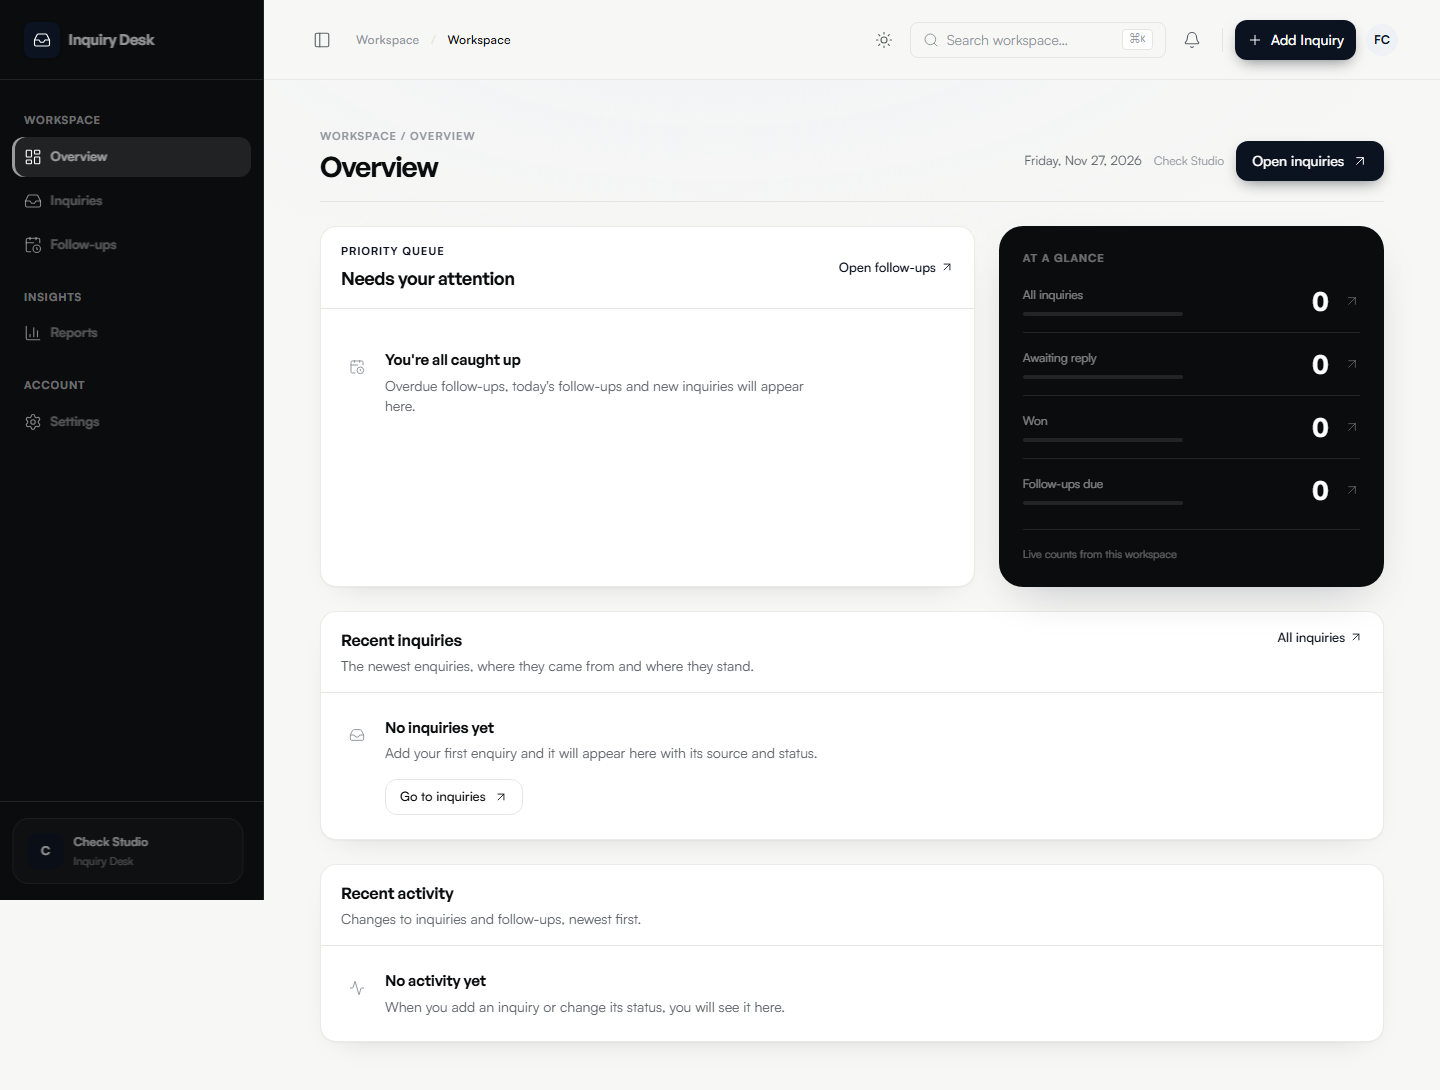 Inquiry Desk
WORKSPACE
Overview
Inquiries
Follow-ups
INSIGHTS
Reports
ACCOUNT
Settings
C
Check Studio
Inquiry Desk
Workspace / Workspace
Search workspace...
⌘K
Add Inquiry
FC
WORKSPACE / OVERVIEW
Overview
Friday, Nov 27, 2026
Check Studio
Open inquiries
PRIORITY QUEUE
Needs your attention
Open follow-ups
You're all caught up
Overdue follow-ups, today's follow-ups and new inquiries will appear
here.
AT A GLANCE
All inquiries
0
Awaiting reply
0
Won
0
Follow-ups due
0
Live counts from this workspace
Recent inquiries
The newest enquiries, where they came from and where they stand.
All inquiries
No inquiries yet
Add your first enquiry and it will appear here with its source and status.
Go to inquiries
Recent activity
Changes to inquiries and follow-ups, newest first.
No activity yet
When you add an inquiry or change its status, you will see it here.